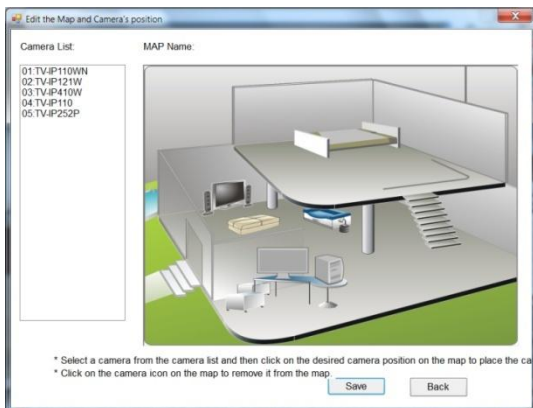 Edit the Map and Camera's position
Camera List:
MAP Name:
01:TV-IP110WN
02:TV-IP121W
03:TV-IP410W
04:TV-IP110
05:TV-IP252P
* Select a camera from the camera list and then click on the desired camera position on the map to place the ca
* Click on the camera icon on the map to remove it from the map.
Save
Back